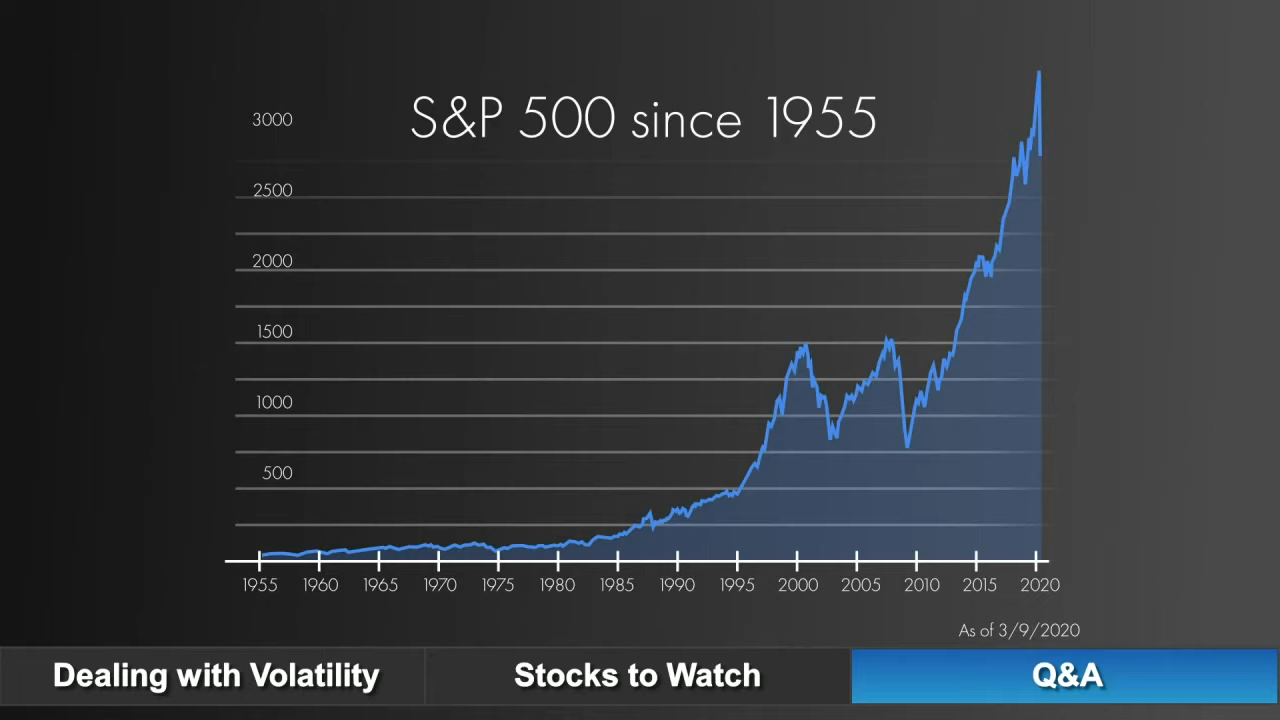 S&P 500 since 1955
3000
2500
2000
1500
1000
500
1955 1960 1965 1970 1975 1980 1985 1990 1995 2000 2005 2010 2015 2020
As of 3/9/2020
Dealing with Volatility Stocks to Watch Q&A